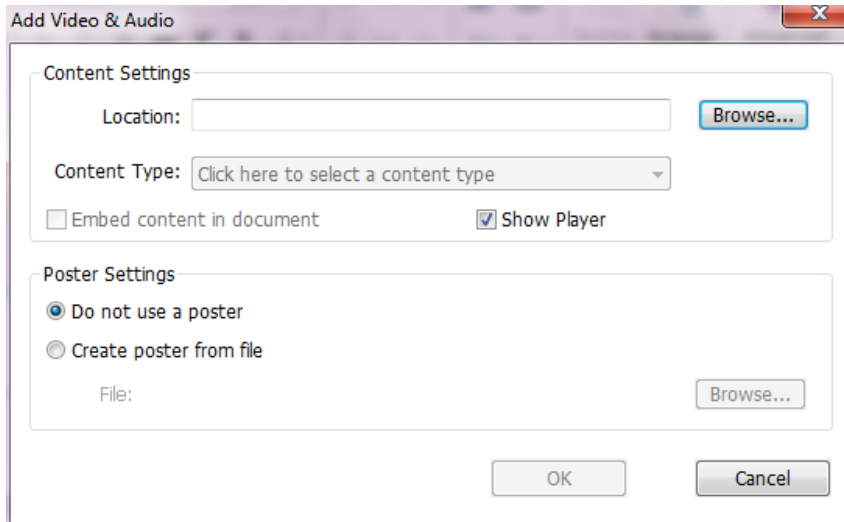 Add Video & Audio
X
Content Settings
Location:
Browse...
Content Type:
Click here to select a content type
Embed content in document
Show Player
Poster Settings
Do not use a poster
Create poster from file
File:
Browse...
OK
Cancel